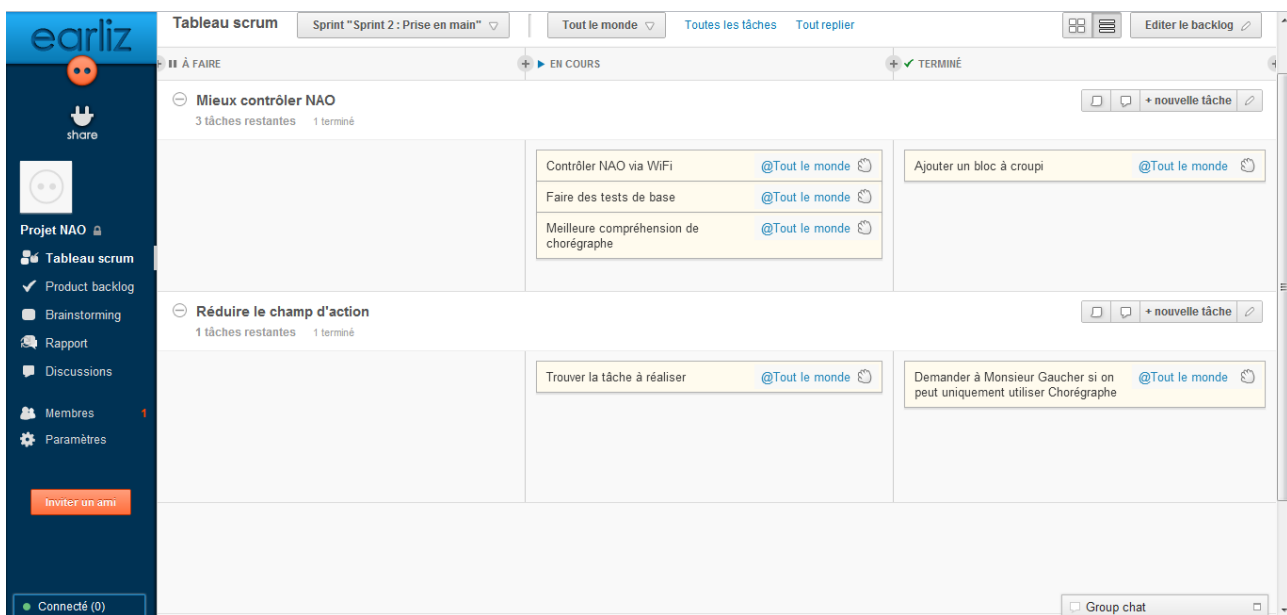 earliz
share
Projet NAO
Tableau scrum
Product backlog
Brainstorming
Rapport
Discussions
Membres 1
Paramètres
Inviter un ami
Connecté (0)
Tableau scrum Sprint "Sprint 2 : Prise en main" Tout le monde Toutes les tâches Tout replier Editer le backlog
À FAIRE EN COURS TERMINÉ
Mieux contrôler NAO + nouvelle tâche
3 tâches restantes 1 terminé
Contrôler NAO via WiFi @Tout le monde
Faire des tests de base @Tout le monde
Meilleure compréhension de @Tout le monde
chorégraphe
Ajouter un bloc à croupi @Tout le monde
Réduire le champ d'action + nouvelle tâche
1 tâches restantes 1 terminé
Trouver la tâche à réaliser @Tout le monde
Demander à Monsieur Gaucher si on @Tout le monde
peut uniquement utiliser Chorégraphe
Group chat